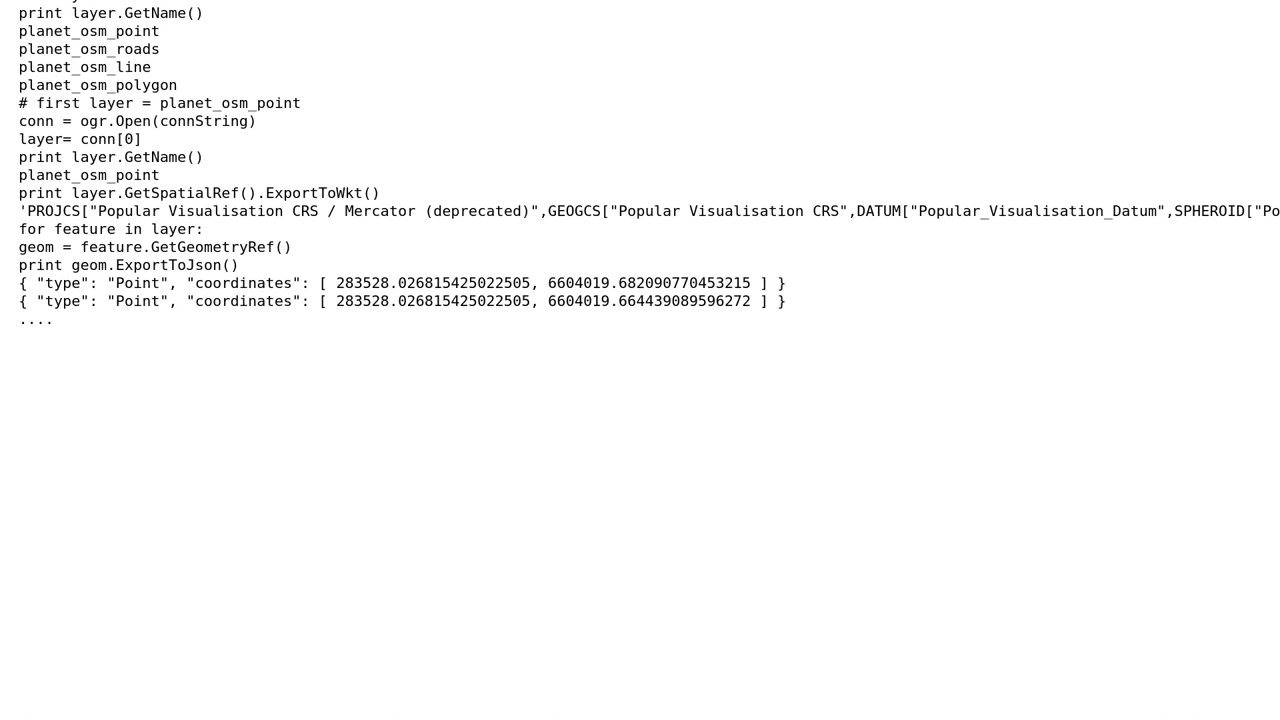 print layer.GetName()
planet_osm_point
planet_osm_roads
planet_osm_line
planet_osm_polygon
# first layer = planet_osm_point
conn = ogr.Open(connString)
layer= conn[0]
print layer.GetName()
planet_osm_point
print layer.GetSpatialRef().ExportToWkt()
'PROJCS["Popular Visualisation CRS / Mercator (deprecated)",GEOGCS["Popular Visualisation CRS",DATUM["Popular_Visualisation_Datum",SPHEROID["Po
for feature in layer:
geom = feature.GetGeometryRef()
print geom.ExportToJson()
{ "type": "Point", "coordinates": [ 283528.026815425022505, 6604019.682090770453215 ] }
{ "type": "Point", "coordinates": [ 283528.026815425022505, 6604019.664439089596272 ] }
....